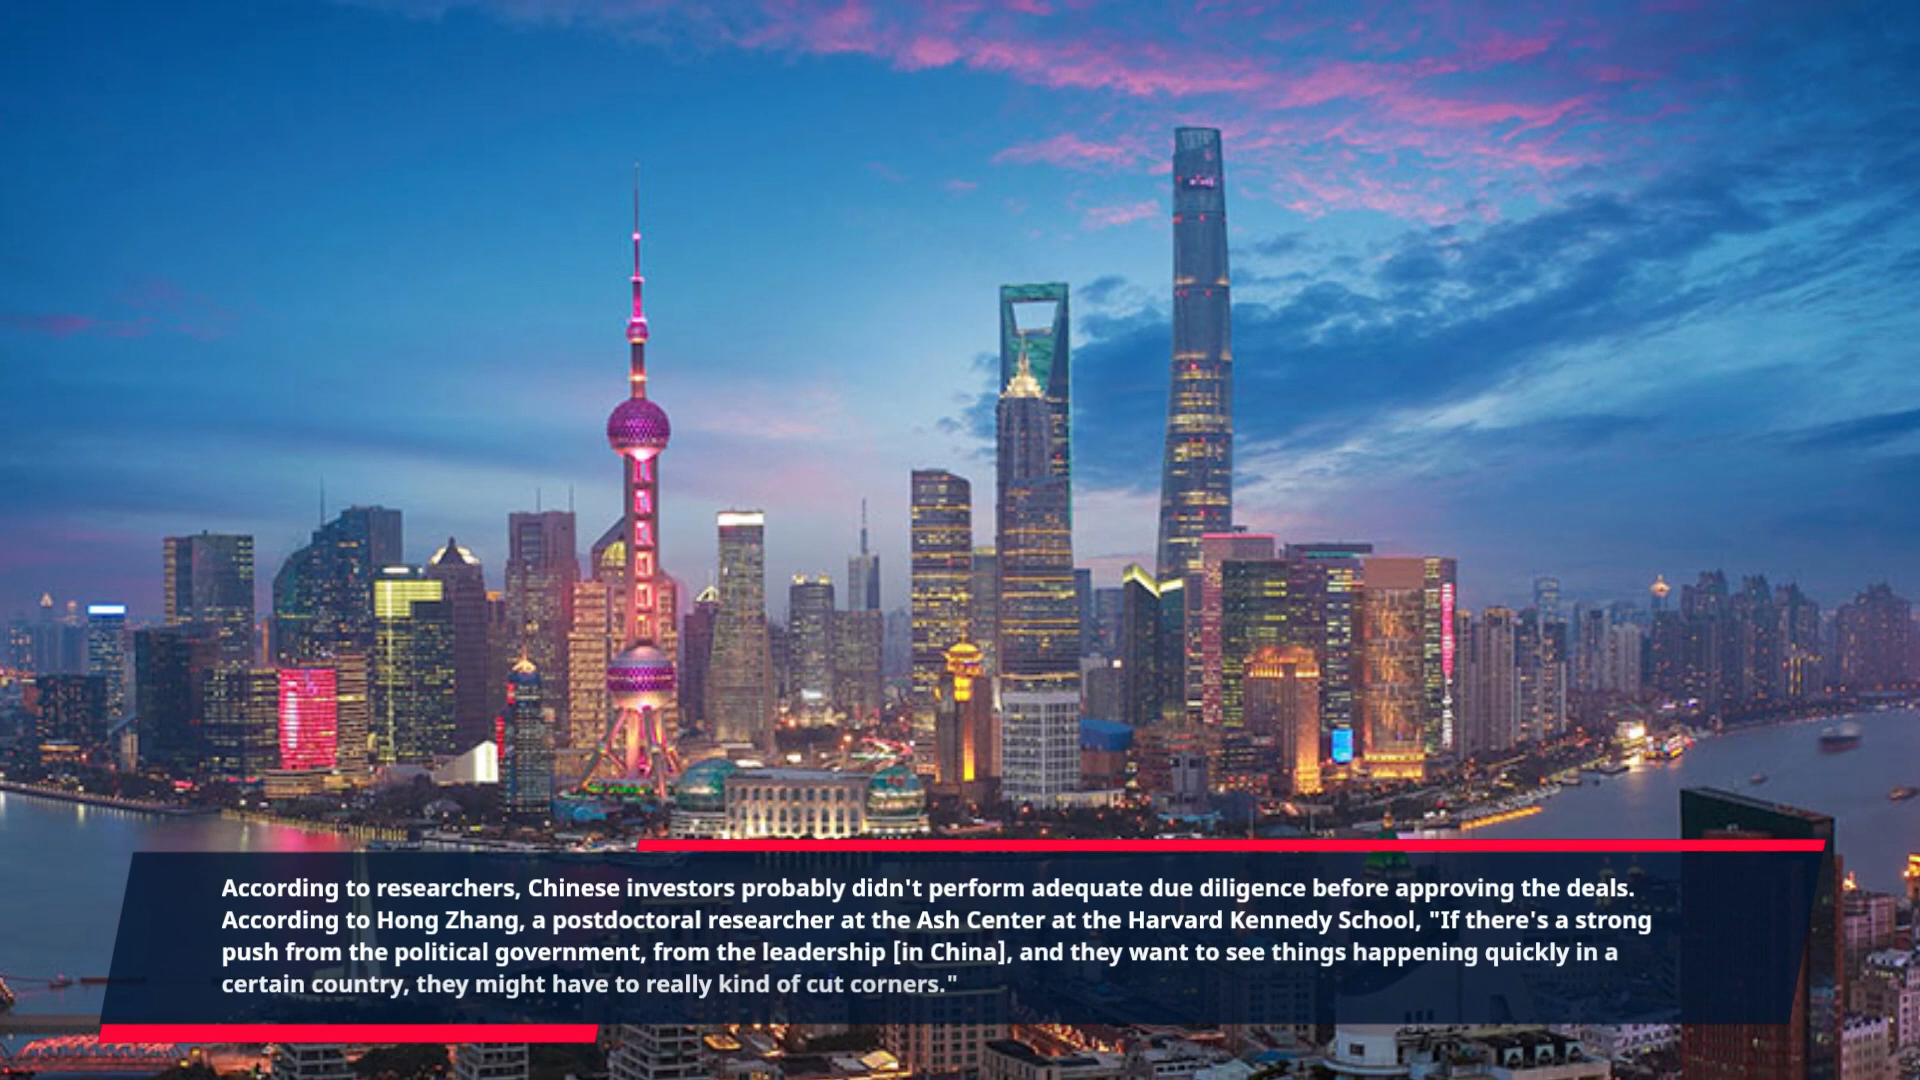 According to researchers, Chinese investors probably didn't perform adequate due diligence before approving the deals.
According to Hong Zhang, a postdoctoral researcher at the Ash Center at the Harvard Kennedy School, "If there's a strong
push from the political government, from the leadership [in China], and they want to see things happening quickly in a
certain country, they might have to really kind of cut corners."